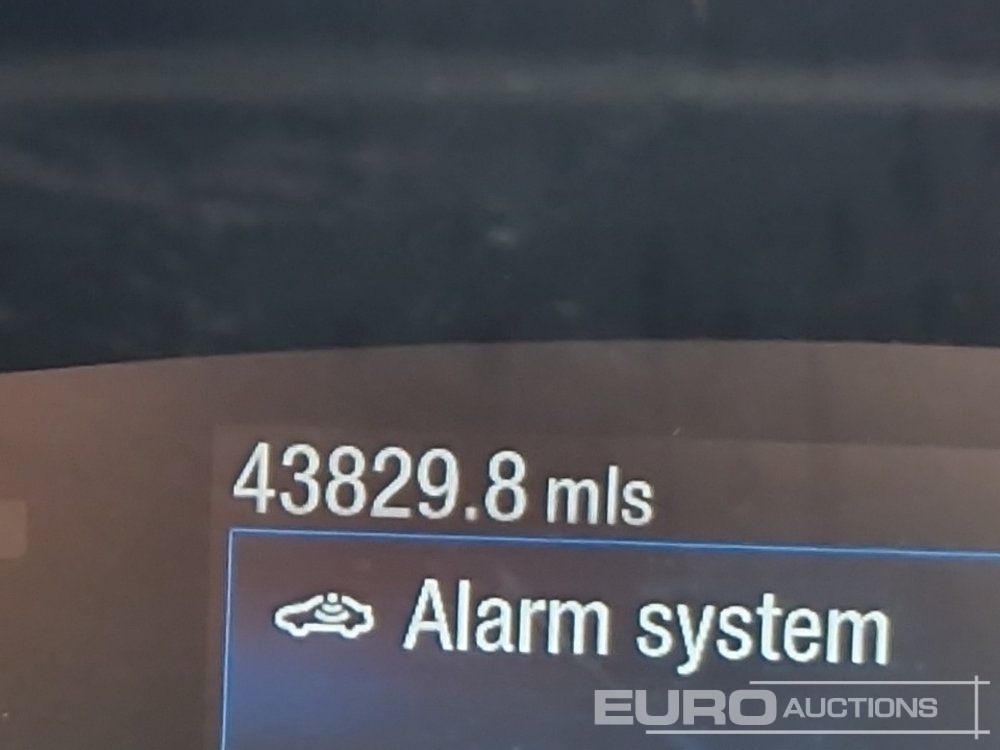 43829.8 mls
Alarm system
EURO AUCTIONS